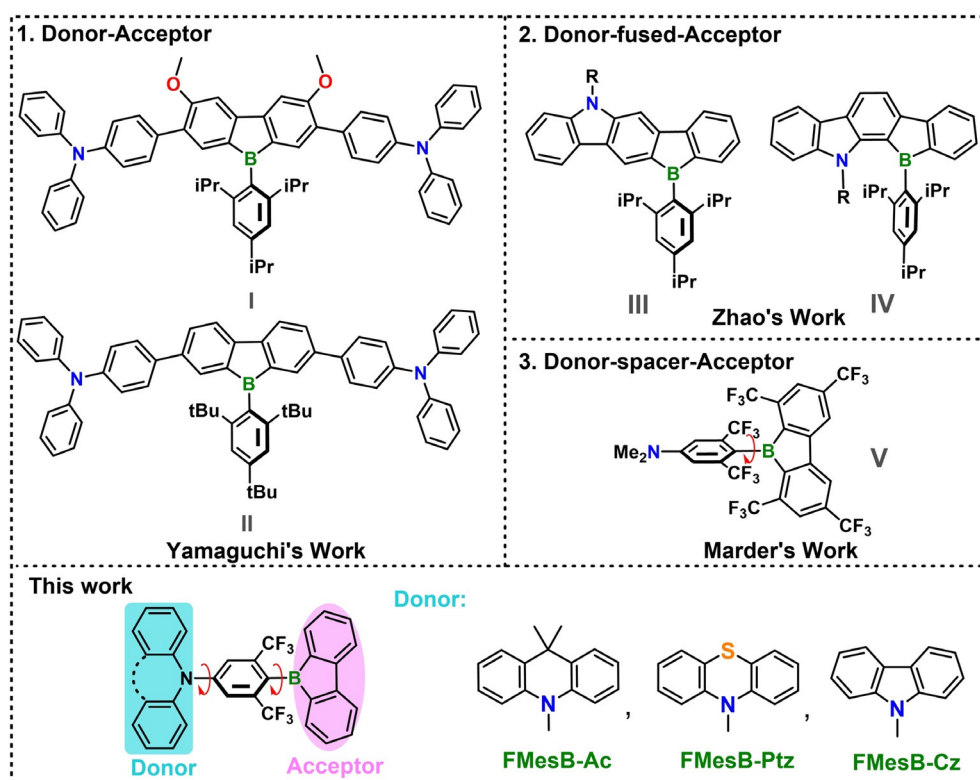 1. Donor-Acceptor
O
O
N
N
B
iPr
iPr
iPr
I
B
N
N
tBu
tBu
tBu
II
Yamaguchi's Work
2. Donor-fused-Acceptor
R
N
B
iPr
iPr
iPr
III
N
R
B
iPr
iPr
iPr
IV
Zhao's Work
3. Donor-spacer-Acceptor
CF3
F3C
CF3
Me2N
B
CF3
F3C
CF3
V
Marder's Work
This work
CF3
N
B
CF3
Donor
Acceptor
Donor:
N
,
FMesB-Ac
S
N
,
FMesB-Ptz
N
FMesB-Cz